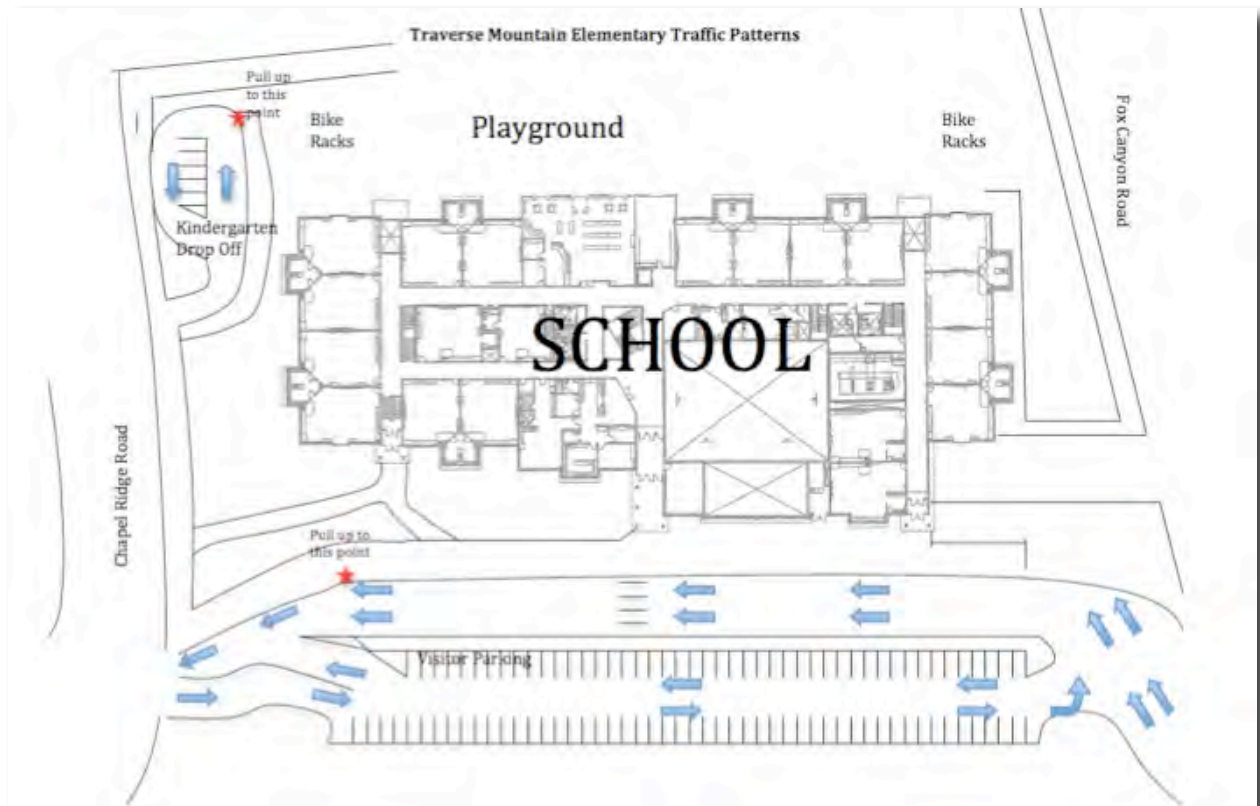 Traverse Mountain Elementary Traffic Patterns
Pull up
to this
point
Bike
Racks
Playground
Bike
Racks
Fox Canyon Road
Kindergarten
Drop Off
SCHOOL
Chapel Ridge Road
Pull up to
this point
Visitor Parking